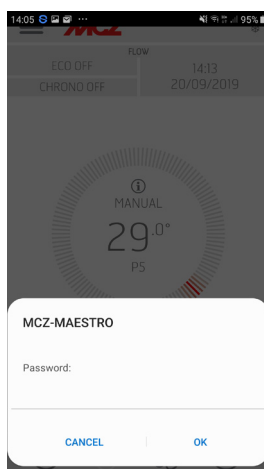 14:05 95%
MCZ
FLOW
ECO OFF 14:13
CHRONO OFF 20/09/2019
MANUAL
29.0°
P5
MCZ-MAESTRO
Password:
CANCEL OK